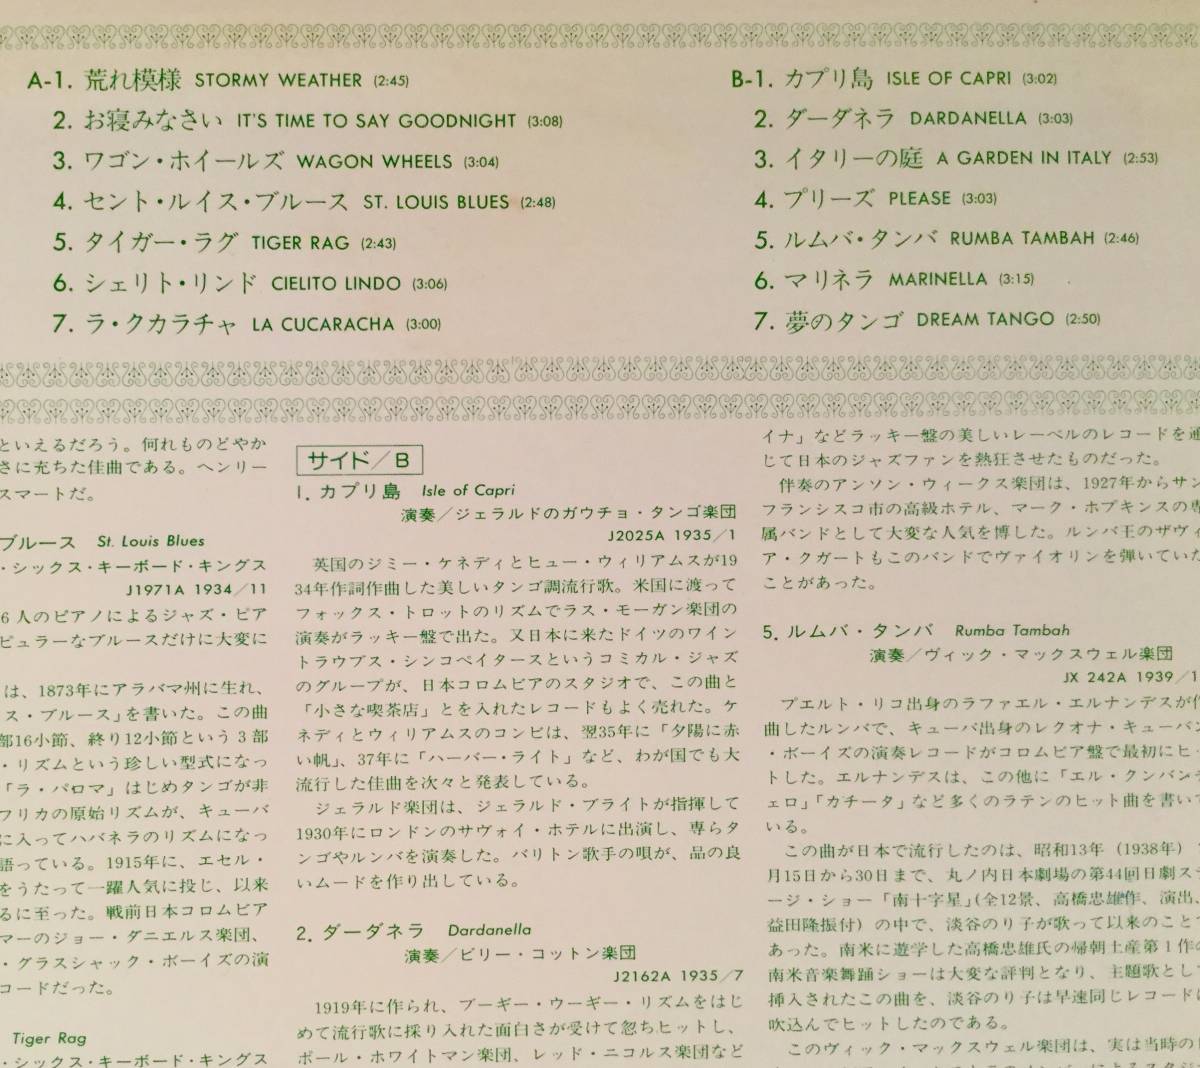 A-1. 荒れ模様 STORMY WEATHER (2:45)
2. お寝みなさい IT'S TIME TO SAY GOODNIGHT (3:08)
3. ワゴン・ホイールズ WAGON WHEELS (3:04)
4. セント・ルイス・ブルース ST. LOUIS BLUES (2:48)
5. タイガー・ラグ TIGER RAG (2:43)
6. シェリト・リンド CIELITO LINDO (3:06)
7. ラ・クカラチャ LA CUCARACHA (3:00)
B-1. カプリ島 ISLE OF CAPRI (3:02)
2. ダーダネラ DARDANELLA (3:03)
3. イタリーの庭 A GARDEN IN ITALY (2:53)
4. プリーズ PLEASE (3:03)
5. ルムバ・タンバ RUMBA TAMBAH (2:46)
6. マリネラ MARINELLA (3:15)
7. 夢のタンゴ DREAM TANGO (2:50)
といえるだろう。何れものどやか
さに充ちた佳曲である。ヘンリー
スマートだ。
ブルース St. Louis Blues
・シックス・キーボード・キングス
J1971A 1934/11
6人のピアノによるジャズ・ピア
ピュラーなブルースだけに大変に
は、1873年にアラバマ州に生れ、
ス・ブルース」を書いた。この曲
部16小節、終り12小節という3部
・リズムという珍しい型式になっ
「ラ・パロマ」はじめタンゴが非
フリカの原始リズムが、キューバ
に入ってハバネラのリズムになっ
語っている。1915年に、エセル・
をうたって一躍人気に投じ、以来
るに至った。戦前日本コロムビア
マーのジョー・ダニエルス楽団、
・グラスシャック・ボーイズの演
コードだった。
Tiger Rag
・シックス・キーボード・キングス
サイド/B
1. カプリ島 Isle of Capri
演奏/ジェラルドのガウチョ・タンゴ楽団
J2025A 1935/1
英国のジミー・ケネディとヒュー・ウィリアムスが19
34年作詞作曲した美しいタンゴ調流行歌。米国に渡って
フォックス・トロットのリズムでラス・モーガン楽団の
演奏がラッキー盤で出た。又日本に来たドイツのワイン
トラウブス・シンコペイタースというコミカル・ジャズ
のグループが、日本コロムビアのスタジオで、この曲と
「小さな喫茶店」とを入れたレコードもよく売れた。ケ
ネディとウィリアムスのコンビは、翌35年に「夕陽に赤
い帆」、37年に「ハーバー・ライト」など、わが国でも大
流行した佳曲を次々と発表している。
ジェラルド楽団は、ジェラルド・ブライトが指揮して
1930年にロンドンのサヴォイ・ホテルに出演し、専らタ
ンゴやルンバを演奏した。バリトン歌手の唄が、品の良
いムードを作り出している。
2. ダーダネラ Dardanella
演奏/ビリー・コットン楽団
J2162A 1935/7
1919年に作られ、ブーギー・ウーギー・リズムをはじ
めて流行歌に採り入れた面白さが受けて忽ちヒットし、
ポール・ホワイトマン楽団、レッド・ニコルス楽団など
イナ」などラッキー盤の美しいレーベルのレコードを通
じて日本のジャズファンを熱狂させたものだった。
伴奏のアンソン・ウィークス楽団は、1927年からサン
フランシスコ市の高級ホテル、マーク・ホプキンスの専
属バンドとして大変な人気を博した。ルンバ王のザヴィ
ア・クガートもこのバンドでヴァイオリンを弾いていた
ことがあった。
5. ルムバ・タンバ Rumba Tambah
演奏/ヴィック・マックスウェル楽団
JX 242A 1939/1
プエルト・リコ出身のラファエル・エルナンデスが作
曲したルンバで、キューバ出身のレクオナ・キューバン
・ボーイズの演奏レコードがコロムビア盤で最初にヒッ
トした。エルナンデスは、この他に「エル・クンバンチ
ェロ」「カチータ」など多くのラテンのヒット曲を書いて
いる。
この曲が日本で流行したのは、昭和13年(1938年)
月15日から30日まで、丸ノ内日本劇場の第44回日劇ステ
ージ・ショー「南十字星」(全12景、高橋忠雄作、演出、
益田隆振付)の中で、淡谷のり子が歌って以来のことで
あった。南米に遊学した高橋忠雄氏の帰朝土産第1作の
南米音楽舞踊ショーは大変な評判となり、主題歌として
挿入されたこの曲を、淡谷のり子は早速同じレコードに
吹込んでヒットしたのである。
このヴィック・マックスウェル楽団は、実は当時の